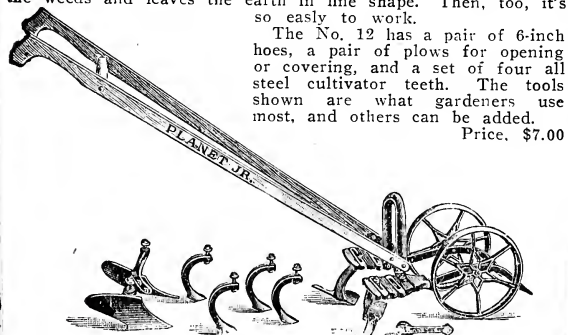 the weeds and leaves the earth in fine shape. Then, too, it's
so easily to work.
The No. 12 has a pair of 6-inch
hoes, a pair of plows for opening
or covering, and a set of four all
steel cultivator teeth. The tools
shown are what gardeners use
most, and others can be added.
Price, $7.00
PLANET JR.